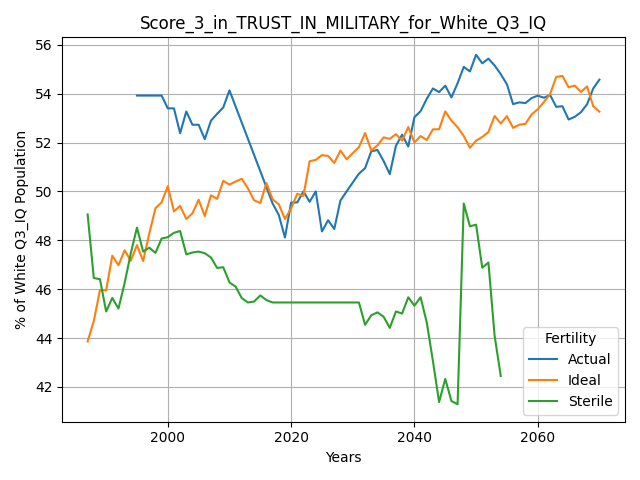 Score_3_in_TRUST_IN_MILITARY_for_White_Q3_IQ
% of White Q3_IQ Population
56
54
52
50
48
46
44
42
2000
2020
2040
2060
Years
Fertility
Actual
Ideal
Sterile